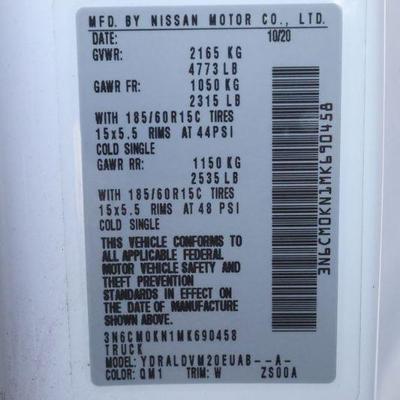 MFD. BY NISSAN MOTOR CO., LTD.
DATE: 10/20
GVWR: 2165 KG
4773 LB
GAWR FR: 1050 KG
2315 LB
WITH 185/60R15C TIRES
15x5.5 RIMS AT 44PSI
COLD SINGLE
GAWR RR: 1150 KG
2535 LB
WITH 185/60R15C TIRES
15x5.5 RIMS AT 48 PSI
COLD SINGLE
THIS VEHICLE CONFORMS TO
ALL APPLICABLE FEDERAL
MOTOR VEHICLE SAFETY AND
THEFT PREVENTION
STANDARDS IN EFFECT ON
THE DATE OF MANUFACTURE
SHOWN ABOVE.
3N6CM0KN1MK690458
TRUCK
MODEL: YDRALDVM20EUAB--A-
COLOR: QM1 TRIM: W ZS00A
3N6CM0KN1MK690458